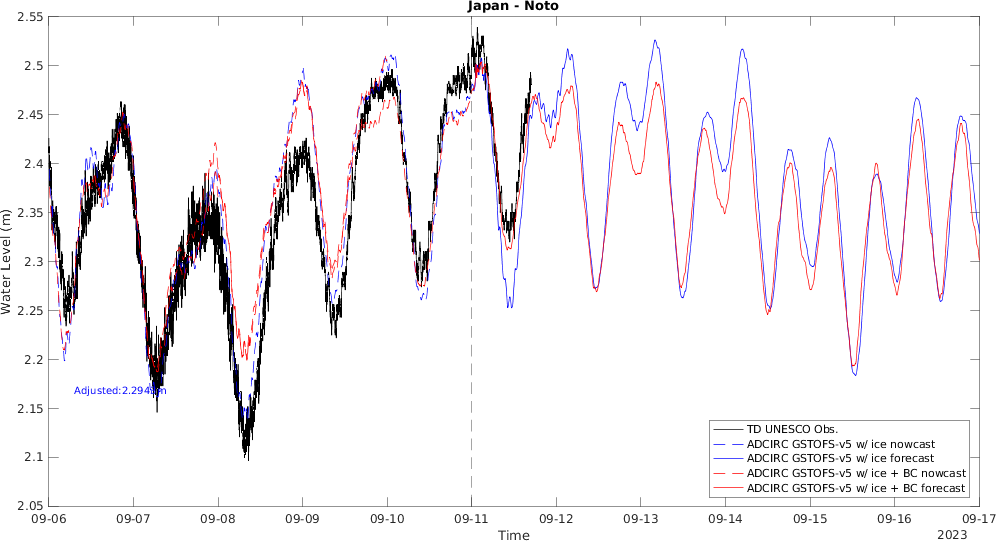 Japan - Noto
2.55
2.5
2.45
2.4
2.35
2.3
2.25
2.2
2.15
2.1
2.05
Water Level (m)
TD UNESCO Obs.
ADCIRC GSTOFS-v5 w/ ice nowcast
ADCIRC GSTOFS-v5 w/ ice forecast
ADCIRC GSTOFS-v5 w/ ice + BC nowcast
ADCIRC GSTOFS-v5 w/ ice + BC forecast
09-06 09-07 09-08 09-09 09-10 09-11 09-12 09-13 09-14 09-15 09-16 09-17
Time
2023